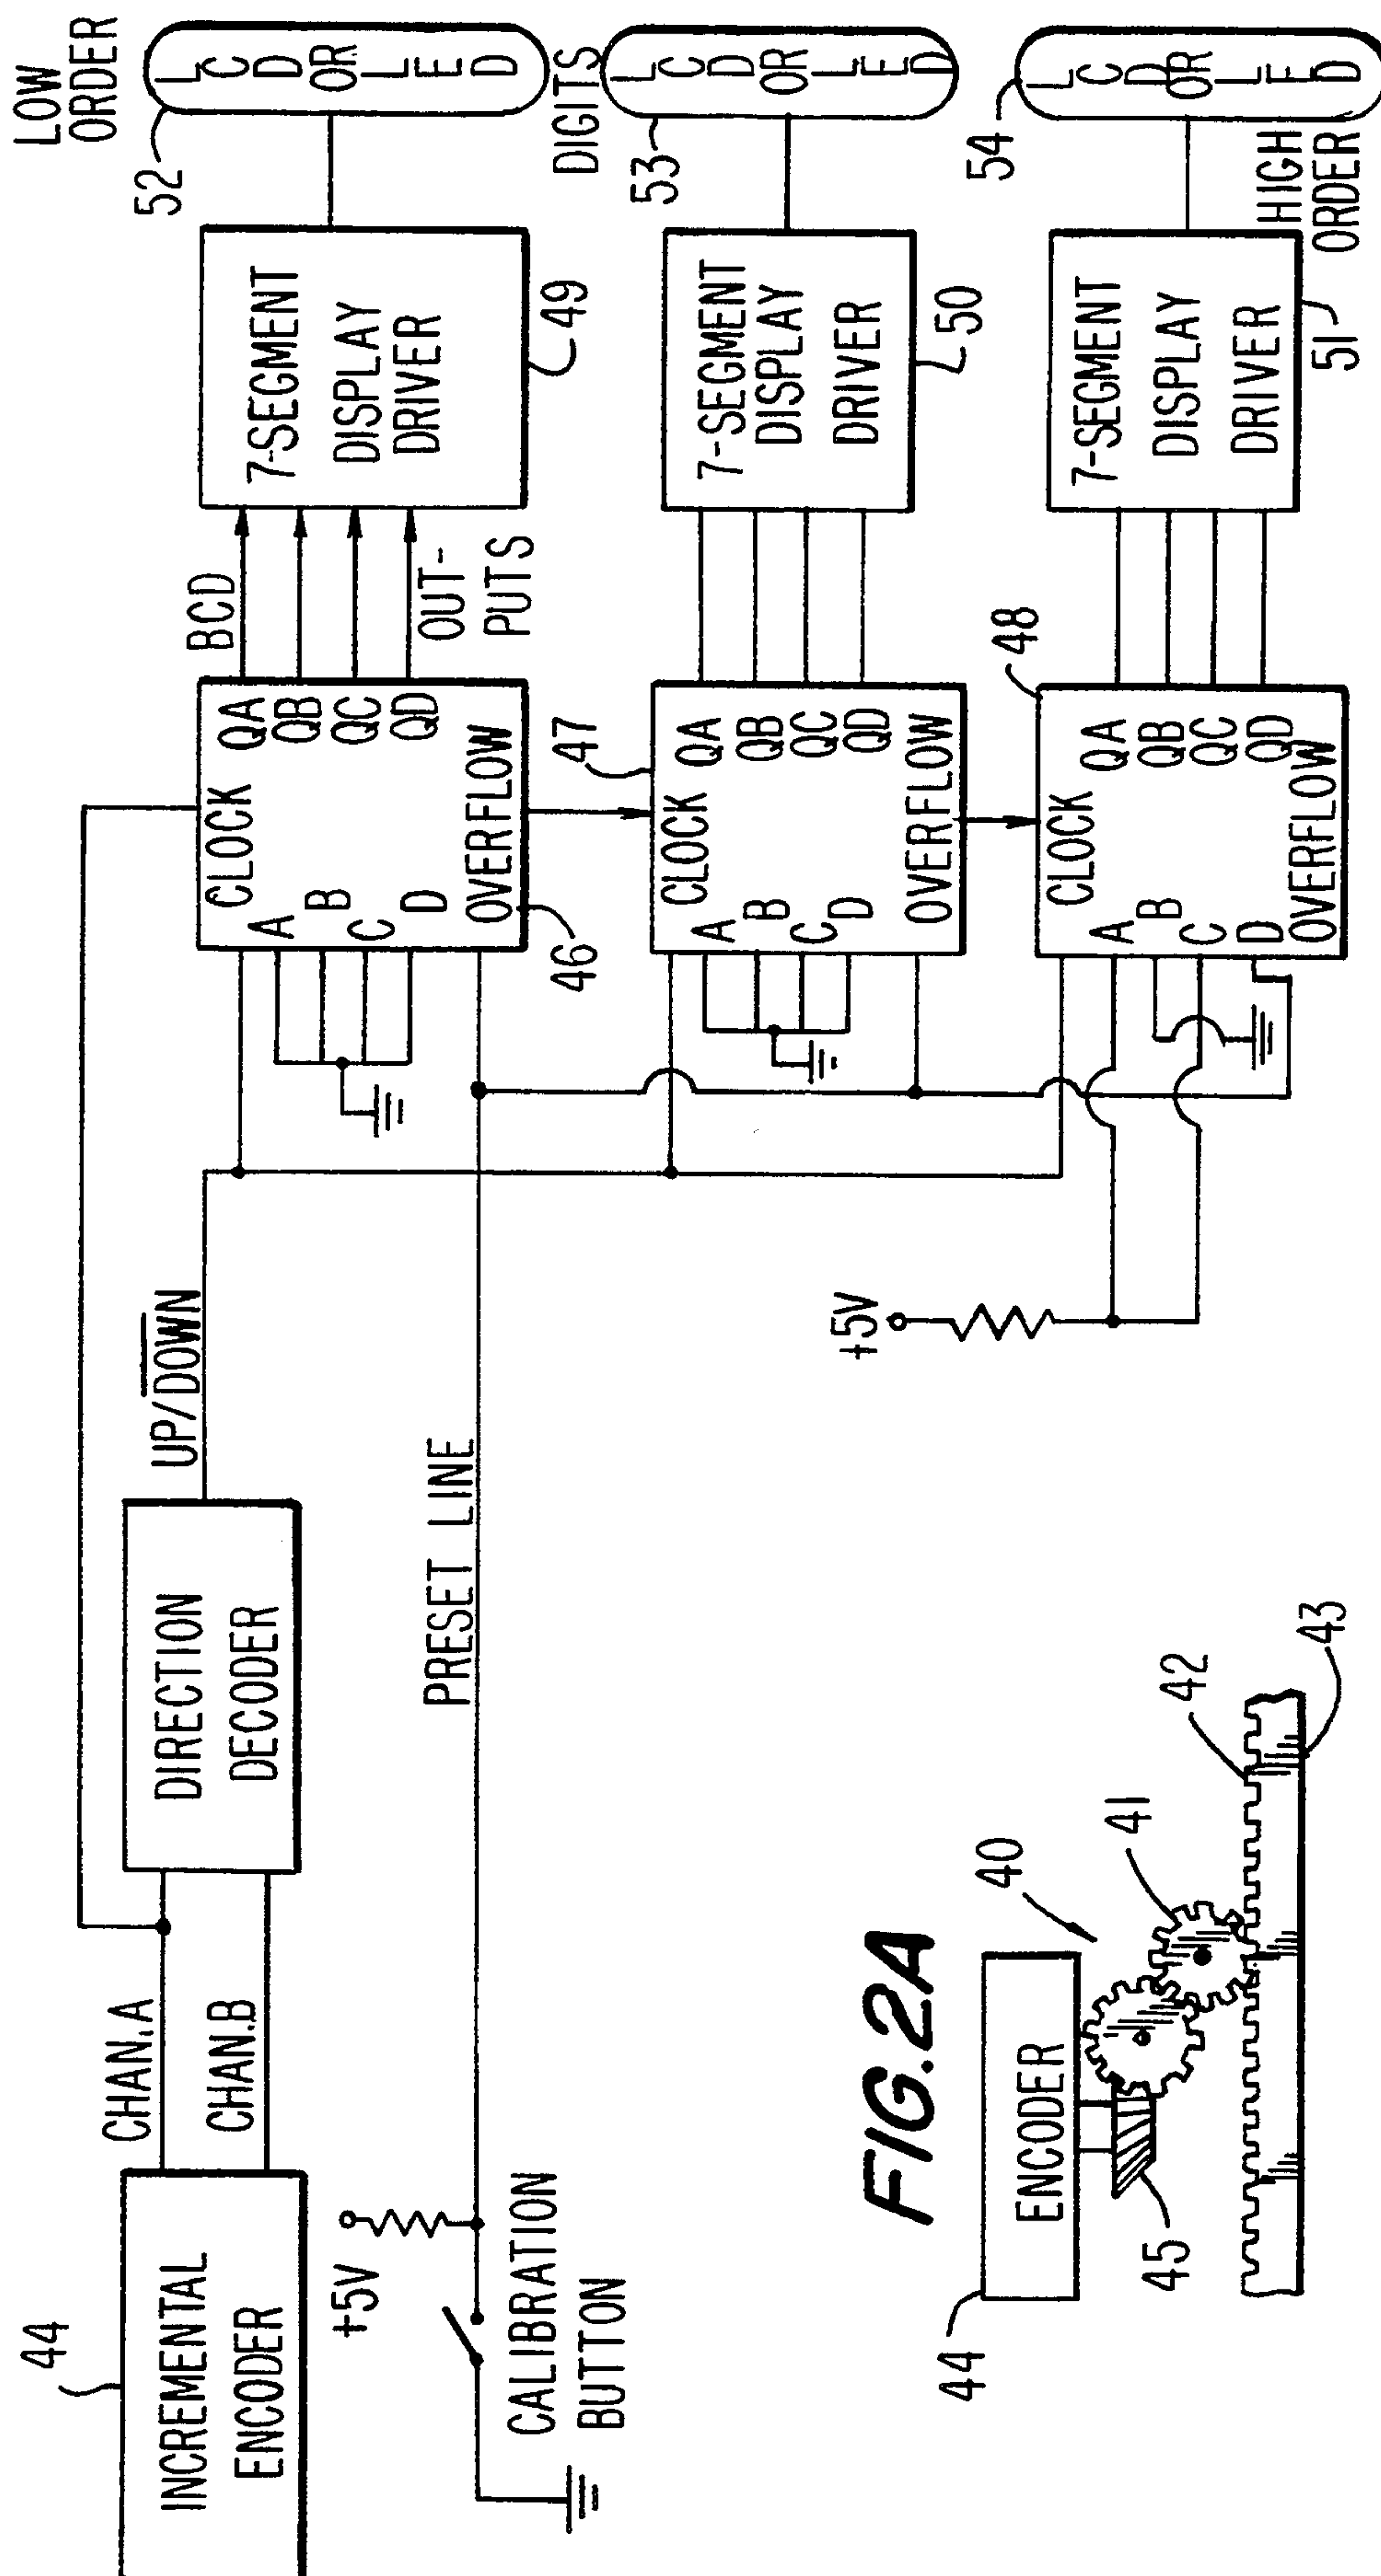 44
INCREMENTAL
ENCODER
CHAN.A
CHAN.B
DIRECTION
DECODER
UP/DOWN
+5V
CALIBRATION
BUTTON
PRESET LINE
CLOCK
A
B
C
D
QA
QB
QC
QD
OVERFLOW
46
BCD
OUT-
PUTS
7-SEGMENT
DISPLAY
DRIVER
49
LOW
ORDER
52
LCD OR LED
47
CLOCK
A
B
C
D
QA
QB
QC
QD
OVERFLOW
7-SEGMENT
DISPLAY
DRIVER
50
DIGITS
53
LCD OR LED
+5V
48
CLOCK
A
B
C
D
QA
QB
QC
QD
OVERFLOW
7-SEGMENT
DISPLAY
DRIVER
51
HIGH
ORDER
54
LCD OR LED
FIG.2A
44
ENCODER
40
41
45
42
43